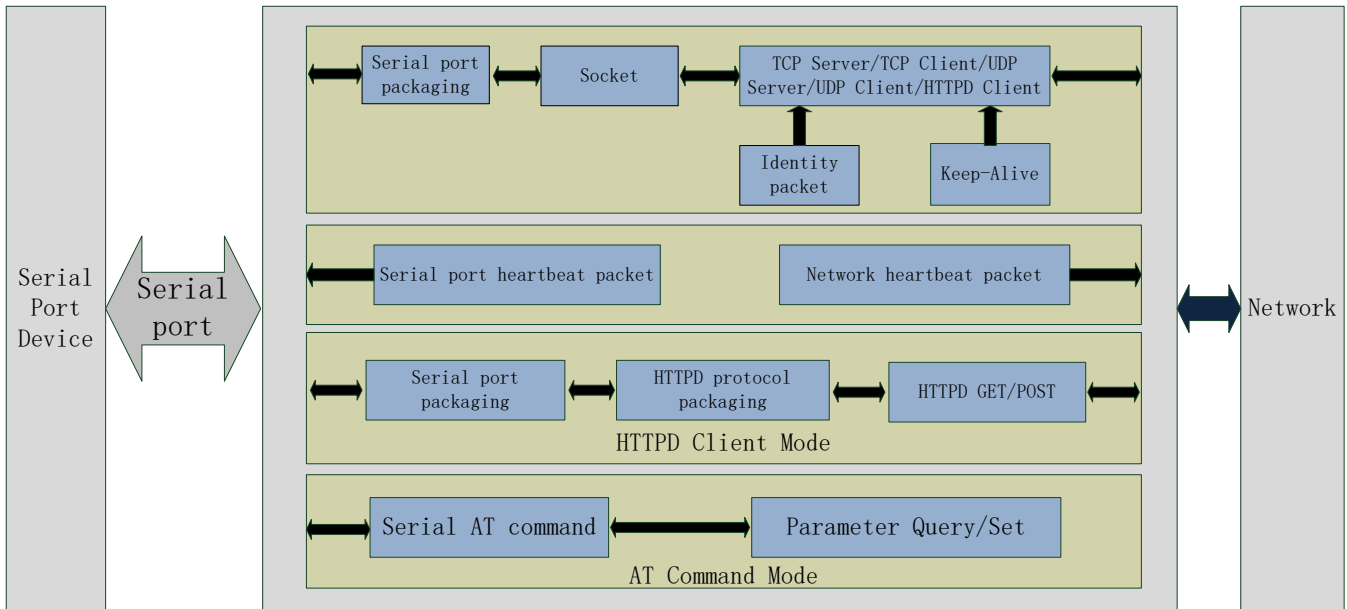 Serial
Port
Device
Serial
port
Serial port
packaging
Socket
TCP Server/TCP Client/UDP
Server/UDP Client/HTTPD Client
Identity
packet
Keep-Alive
Serial port heartbeat packet
Network heartbeat packet
Serial port
packaging
HTTPD protocol
packaging
HTTPD GET/POST
HTTPD Client Mode
Serial AT command
Parameter Query/Set
AT Command Mode
Network